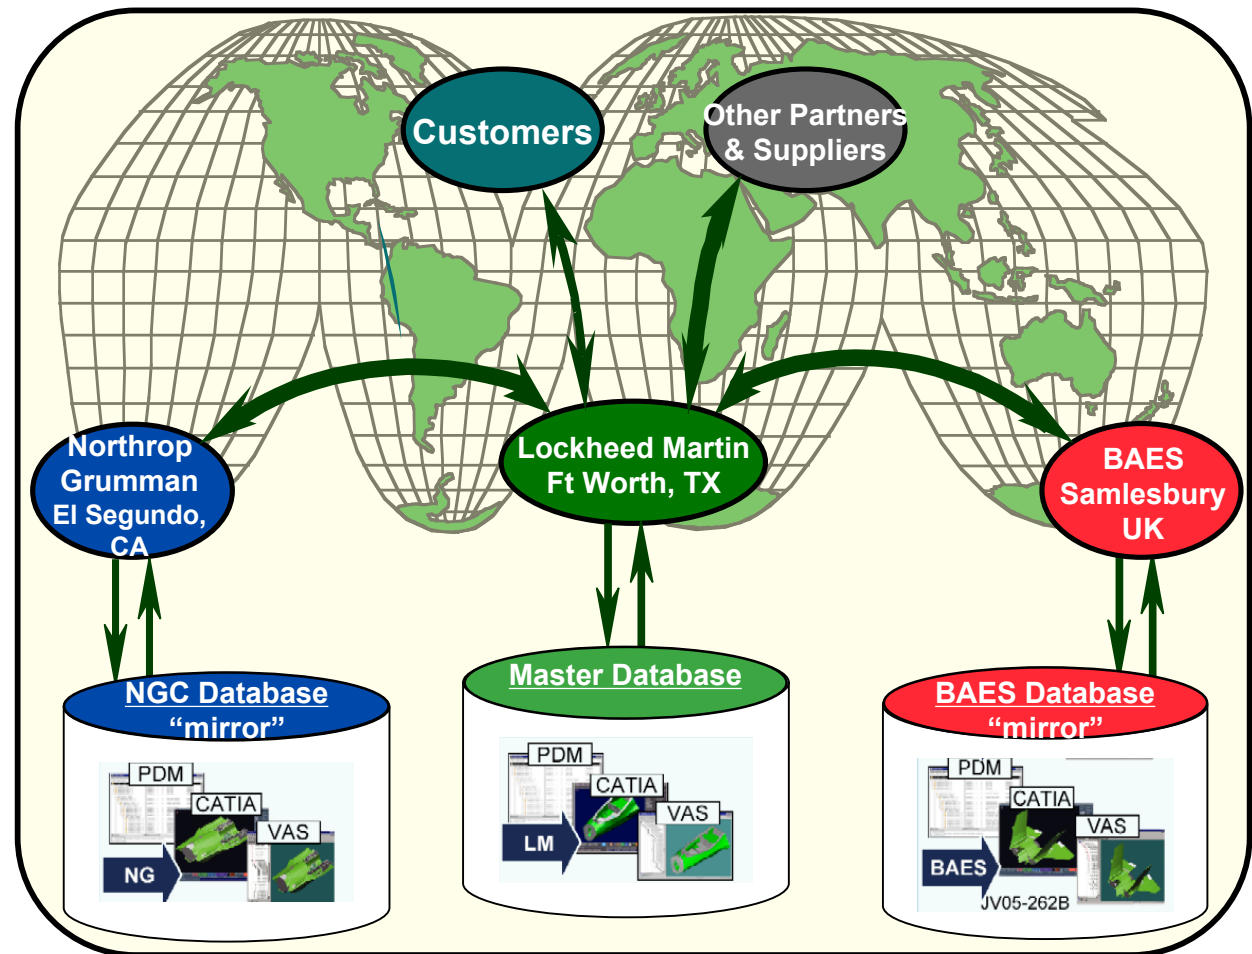 Customers
Other Partners
& Suppliers
Northrop
Grumman
El Segundo,
CA
Lockheed Martin
Ft Worth, TX
BAES
Samlesbury
UK
NGC Database
“mirror”
PDM
CATIA
VAS
NG
Master Database
PDM
CATIA
VAS
LM
BAES Database
“mirror”
PDM
CATIA
VAS
BAES
JV05-262B